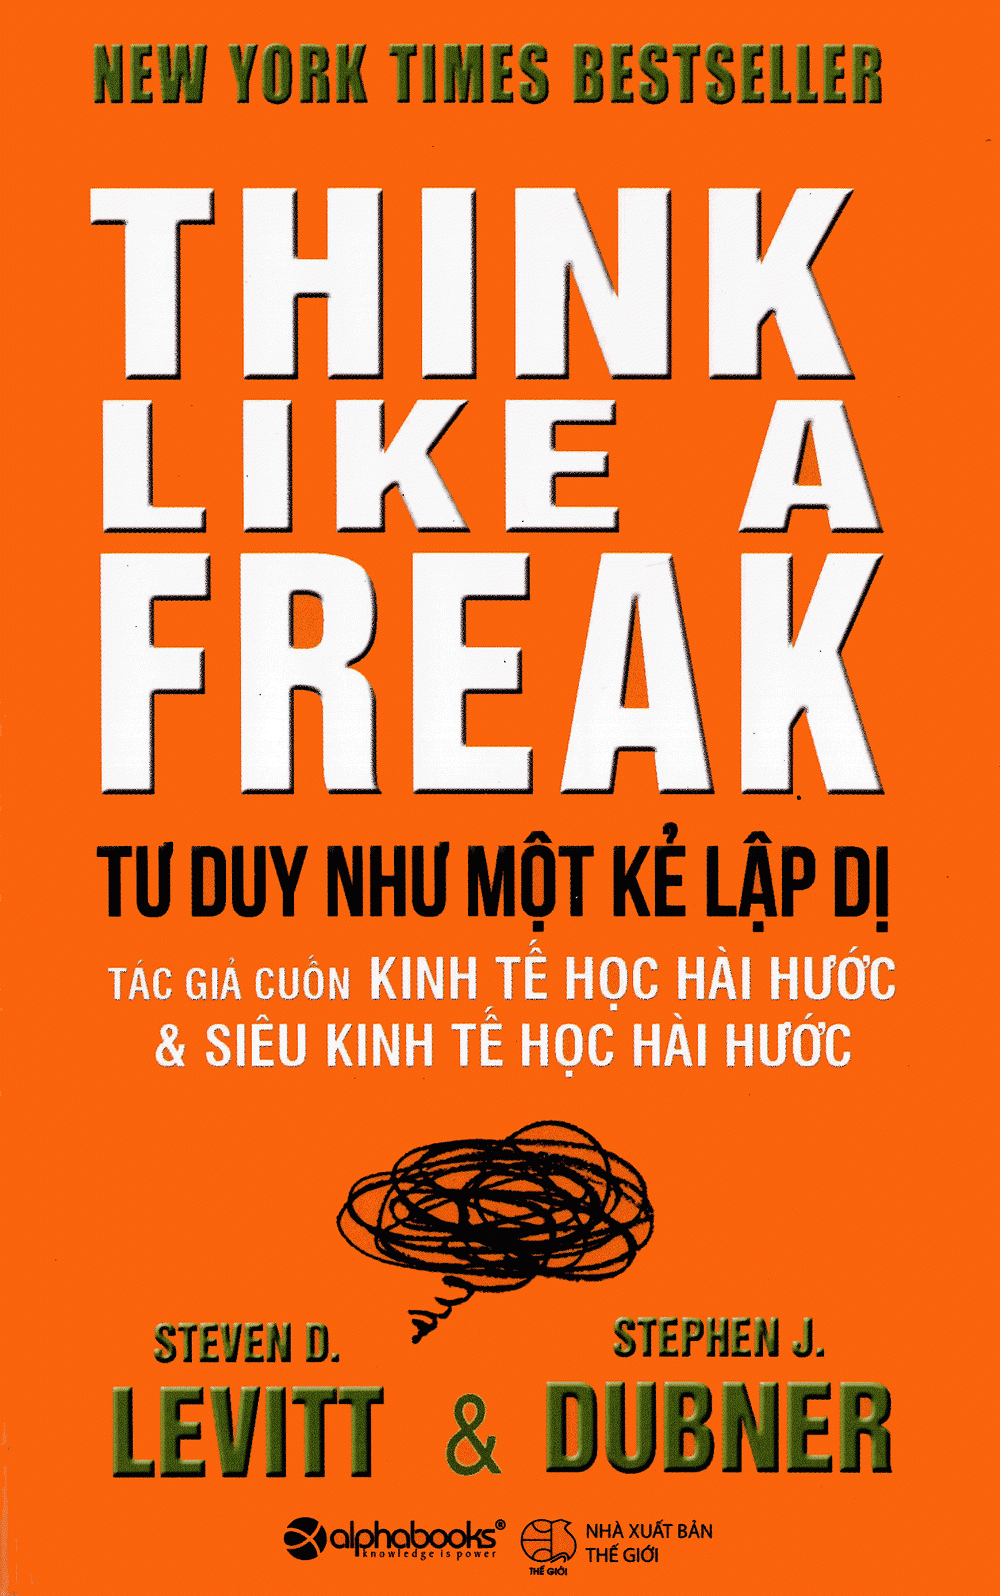 NEW YORK TIMES BESTSELLER
THINK
LIKE A
FREAK
TƯ DUY NHƯ MỘT KẺ LẬP DỊ
TÁC GIẢ CUỐN KINH TẾ HỌC HÀI HƯỚC
& SIÊU KINH TẾ HỌC HÀI HƯỚC
STEVEN D.
LEVITT
&
STEPHEN J.
DUBNER
alphabooks®
knowledge is power
THẾ GIỚI
NHÀ XUẤT BẢN
THẾ GIỚI